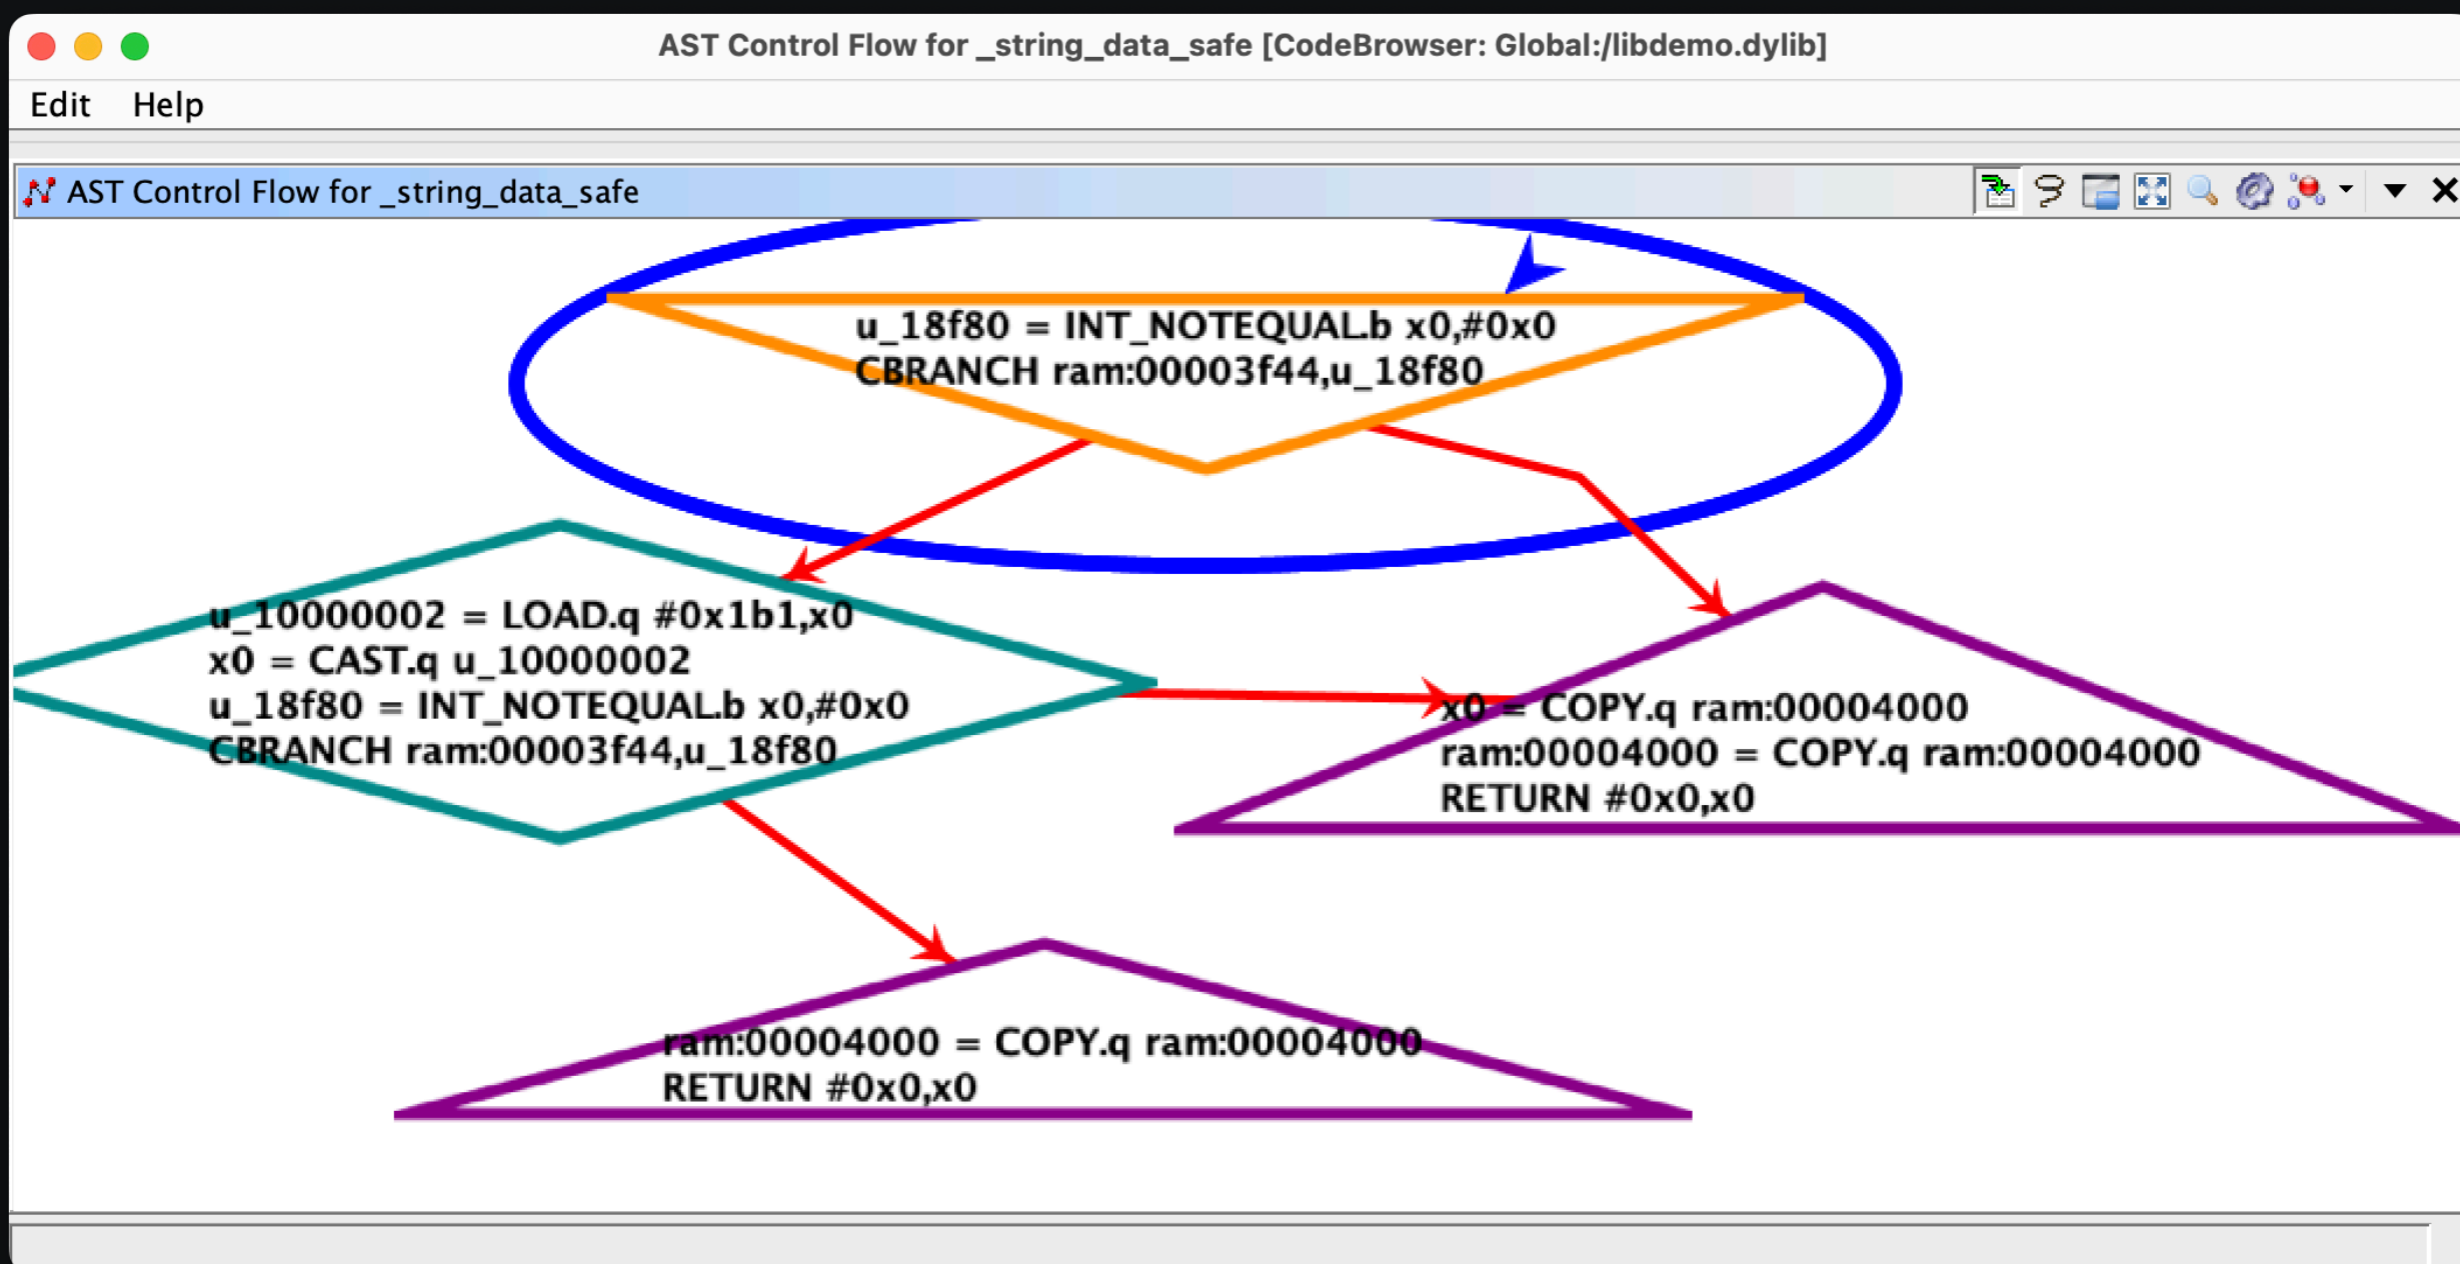 AST Control Flow for _string_data_safe [CodeBrowser: Global:/libdemo.dylib]
Edit Help
AST Control Flow for _string_data_safe
u_18f80 = INT_NOTEQUAL.b x0,#0x0
CBRANCH ram:00003f44,u_18f80
u_10000002 = LOAD.q #0x1b1,x0
x0 = CAST.q u_10000002
u_18f80 = INT_NOTEQUAL.b x0,#0x0
CBRANCH ram:00003f44,u_18f80
x0 = COPY.q ram:00004000
ram:00004000 = COPY.q ram:00004000
RETURN #0x0,x0
ram:00004000 = COPY.q ram:00004000
RETURN #0x0,x0